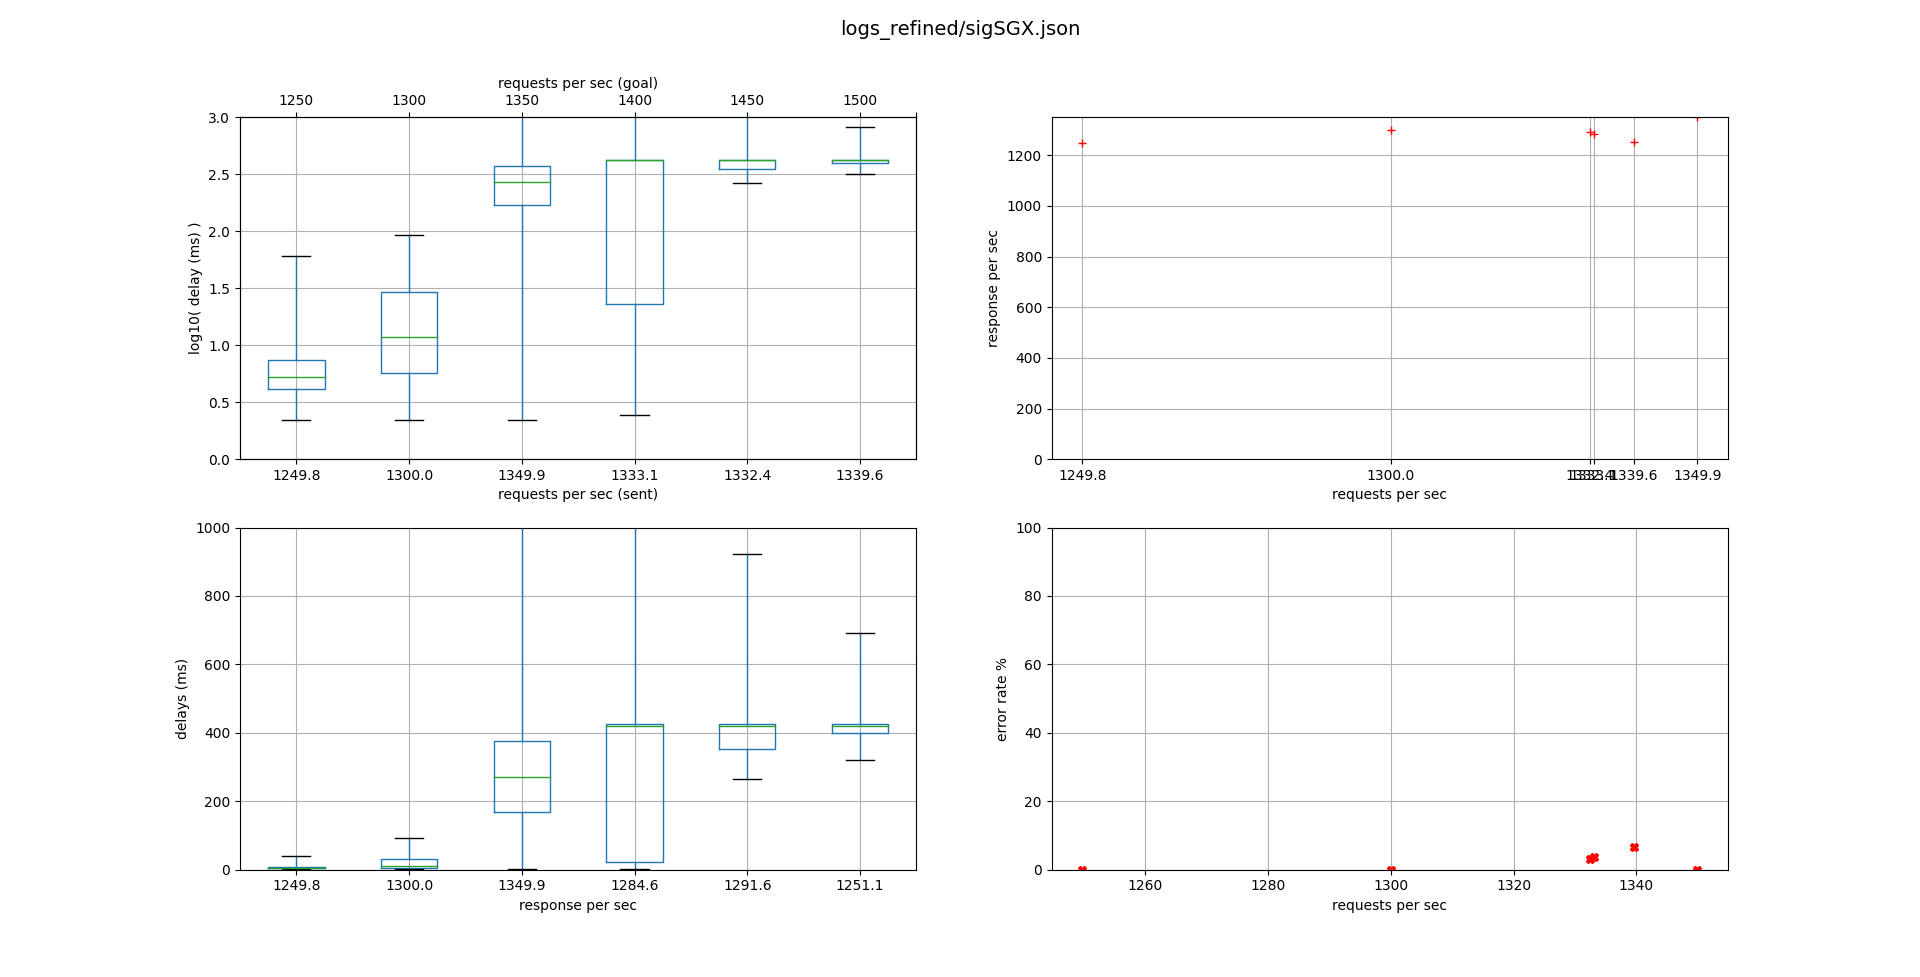 logs_refined/sigSGX.json
requests per sec (goal)
1250 1300 1350 1400 1450 1500
3.0
2.5
2.0
1.5
1.0
0.5
0.0
log10( delay (ms) )
1249.8 1300.0 1349.9 1333.1 1332.4 1339.6
requests per sec (sent)
1200
1000
800
600
400
200
0
response per sec
1249.8 1300.0 1332.4 1333.1 1339.6 1349.9
requests per sec
1000
800
600
400
200
0
delays (ms)
1249.8 1300.0 1349.9 1284.6 1291.6 1251.1
response per sec
100
80
60
40
20
0
error rate %
1260 1280 1300 1320 1340
requests per sec